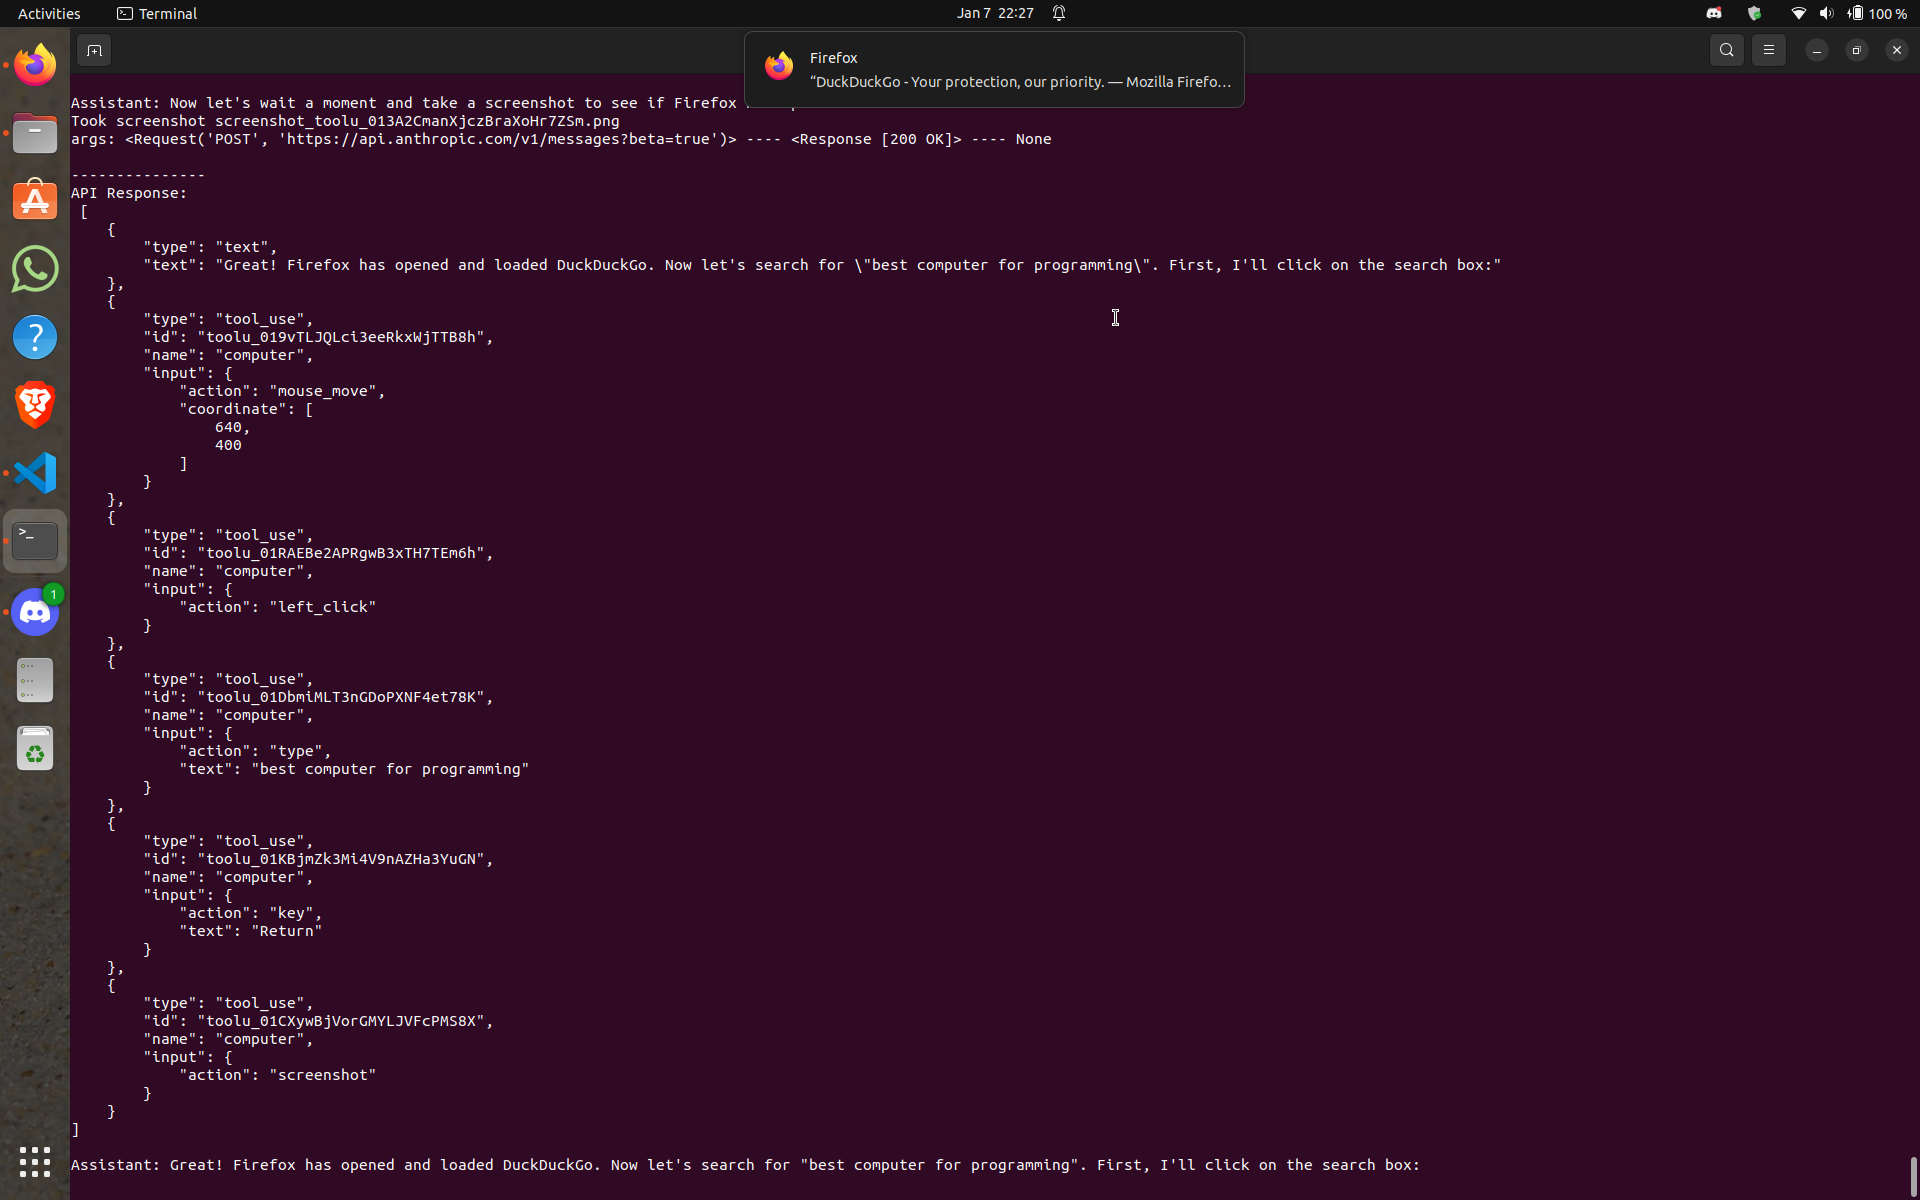 Activities
Terminal
Jan 7 22:27
100 %
Firefox
“DuckDuckGo - Your protection, our priority. — Mozilla Firefo…
Assistant: Now let's wait a moment and take a screenshot to see if Firefox
Took screenshot screenshot_toolu_013A2CmanXjczBraXoHr7ZSm.png
args: <Request('POST', 'https://api.anthropic.com/v1/messages?beta=true')> ---- <Response [200 OK]> ---- None
---------------
API Response:
[
{
"type": "text",
"text": "Great! Firefox has opened and loaded DuckDuckGo. Now let's search for \"best computer for programming\". First, I'll click on the search box:"
},
{
"type": "tool_use",
"id": "toolu_019vTLJQLci3eeRkxWjTTB8h",
"name": "computer",
"input": {
"action": "mouse_move",
"coordinate": [
640,
400
]
}
},
{
"type": "tool_use",
"id": "toolu_01RAEBe2APRgwB3xTH7TEm6h",
"name": "computer",
"input": {
"action": "left_click"
}
},
{
"type": "tool_use",
"id": "toolu_01DbmiMLT3nGDoPXNF4et78K",
"name": "computer",
"input": {
"action": "type",
"text": "best computer for programming"
}
},
{
"type": "tool_use",
"id": "toolu_01KBjmZk3Mi4V9nAZHa3YuGN",
"name": "computer",
"input": {
"action": "key",
"text": "Return"
}
},
{
"type": "tool_use",
"id": "toolu_01CXywBjVorGMYLJVFcPMS8X",
"name": "computer",
"input": {
"action": "screenshot"
}
}
]
Assistant: Great! Firefox has opened and loaded DuckDuckGo. Now let's search for "best computer for programming". First, I'll click on the search box:
1